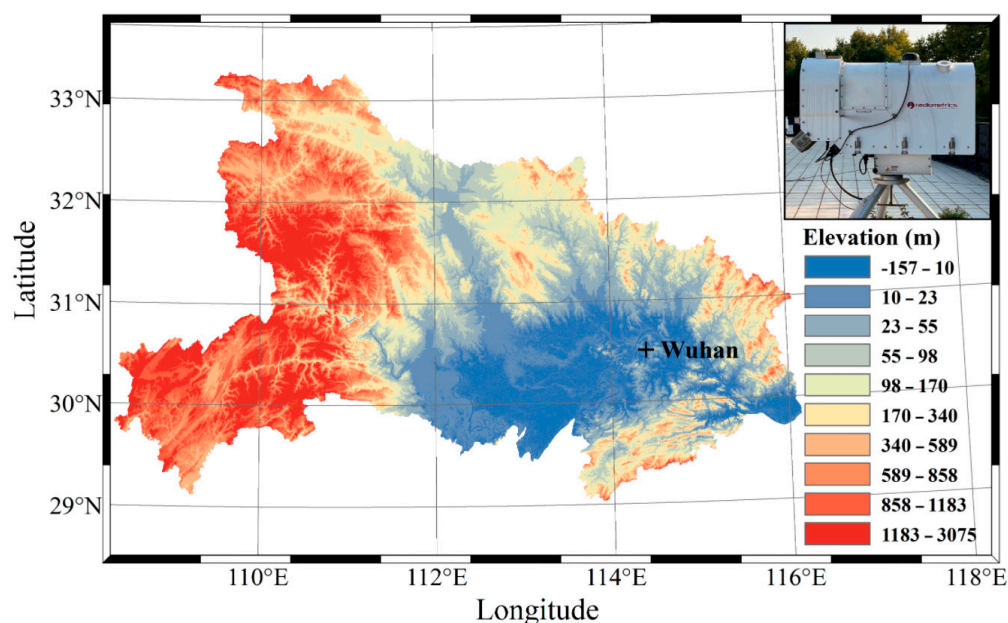 radiometrics
33°N
32°N
31°N
30°N
29°N
Latitude
Elevation (m)
-157 – 10
10 – 23
23 – 55
55 – 98
98 – 170
170 – 340
340 – 589
589 – 858
858 – 1183
1183 – 3075
+ Wuhan
110°E
112°E
114°E
116°E
118°E
Longitude